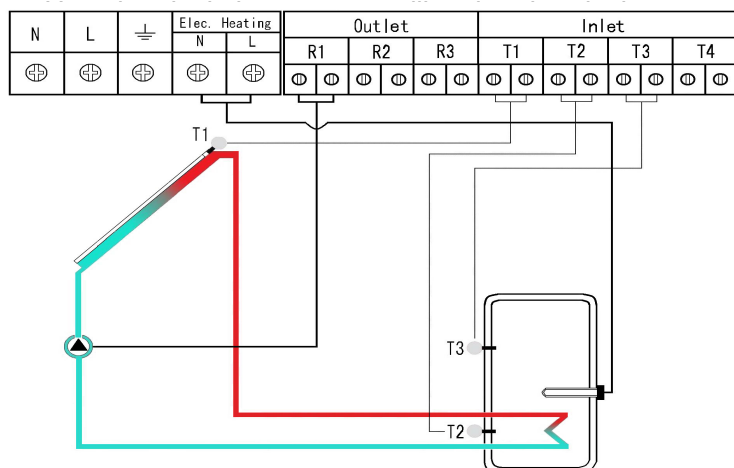 N L Elec. Heating Outlet Inlet
N L R1 R2 R3 T1 T2 T3 T4
T1
T3
T2